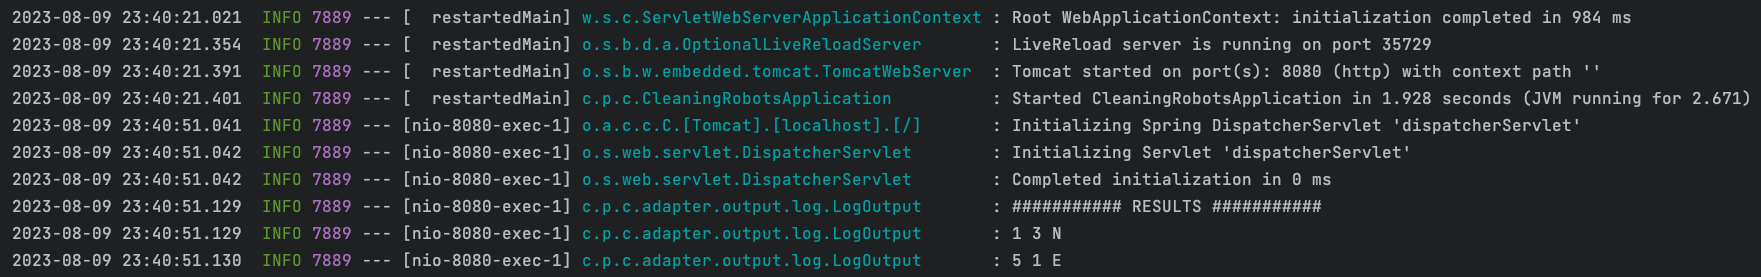 2023-08-09 23:40:21.021  INFO 7889 --- [  restartedMain] w.s.c.ServletWebServerApplicationContext : Root WebApplicationContext: initialization completed in 984 ms
2023-08-09 23:40:21.354  INFO 7889 --- [  restartedMain] o.s.b.d.a.OptionalLiveReloadServer       : LiveReload server is running on port 35729
2023-08-09 23:40:21.391  INFO 7889 --- [  restartedMain] o.s.b.w.embedded.tomcat.TomcatWebServer  : Tomcat started on port(s): 8080 (http) with context path ''
2023-08-09 23:40:21.401  INFO 7889 --- [  restartedMain] c.p.c.CleaningRobotsApplication          : Started CleaningRobotsApplication in 1.928 seconds (JVM running for 2.671)
2023-08-09 23:40:51.041  INFO 7889 --- [nio-8080-exec-1] o.a.c.c.C.[Tomcat].[localhost].[/]       : Initializing Spring DispatcherServlet 'dispatcherServlet'
2023-08-09 23:40:51.042  INFO 7889 --- [nio-8080-exec-1] o.s.web.servlet.DispatcherServlet        : Initializing Servlet 'dispatcherServlet'
2023-08-09 23:40:51.042  INFO 7889 --- [nio-8080-exec-1] o.s.web.servlet.DispatcherServlet        : Completed initialization in 0 ms
2023-08-09 23:40:51.129  INFO 7889 --- [nio-8080-exec-1] c.p.c.adapter.output.log.LogOutput       : ########### RESULTS ###########
2023-08-09 23:40:51.129  INFO 7889 --- [nio-8080-exec-1] c.p.c.adapter.output.log.LogOutput       : 1 3 N
2023-08-09 23:40:51.130  INFO 7889 --- [nio-8080-exec-1] c.p.c.adapter.output.log.LogOutput       : 5 1 E